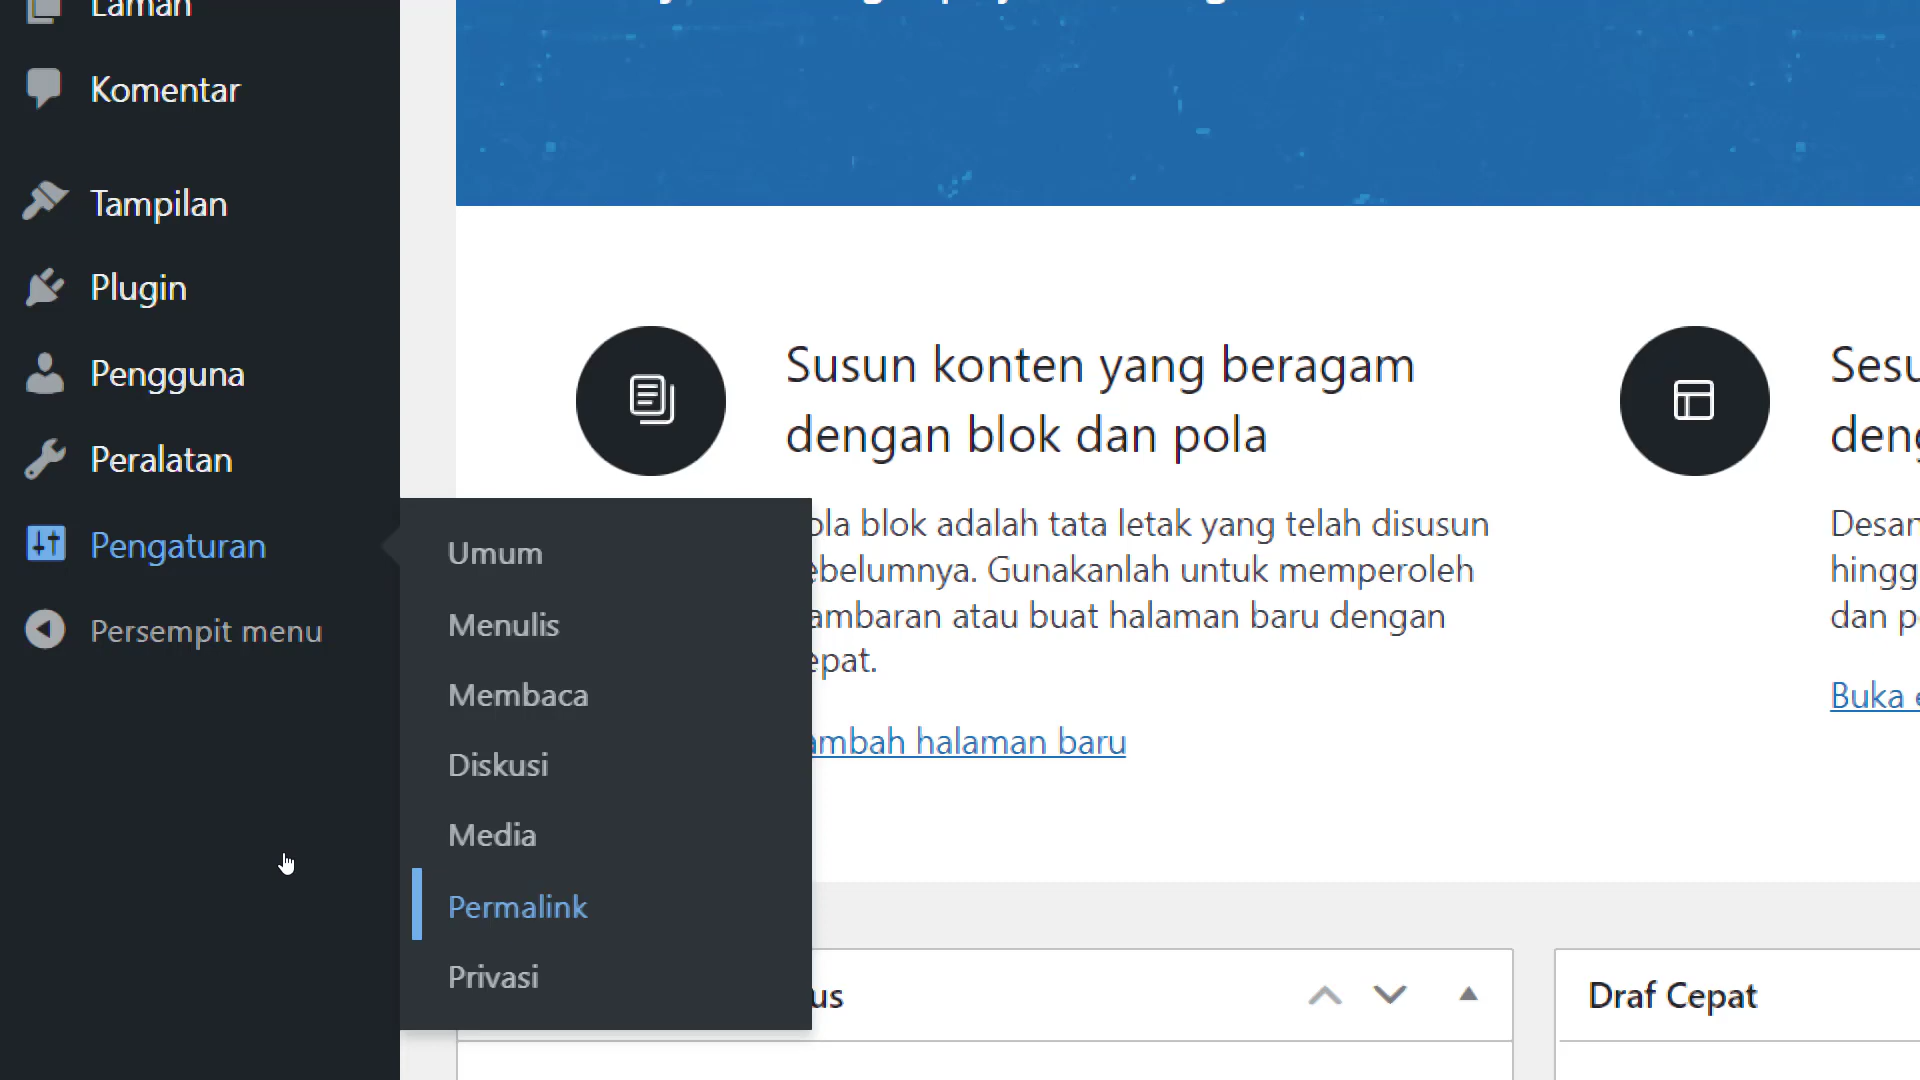 Laman
Komentar
Tampilan
Plugin
Pengguna
Peralatan
Pengaturan
Persempit menu
Umum
Menulis
Membaca
Diskusi
Media
Permalink
Privasi
Susun konten yang beragam
dengan blok dan pola
ola blok adalah tata letak yang telah disusun
ebelumnya. Gunakanlah untuk memperoleh
ambaran atau buat halaman baru dengan
epat.
ambah halaman baru
Sesu
deng
Desan
hingg
dan p
Buka e
us
Draf Cepat